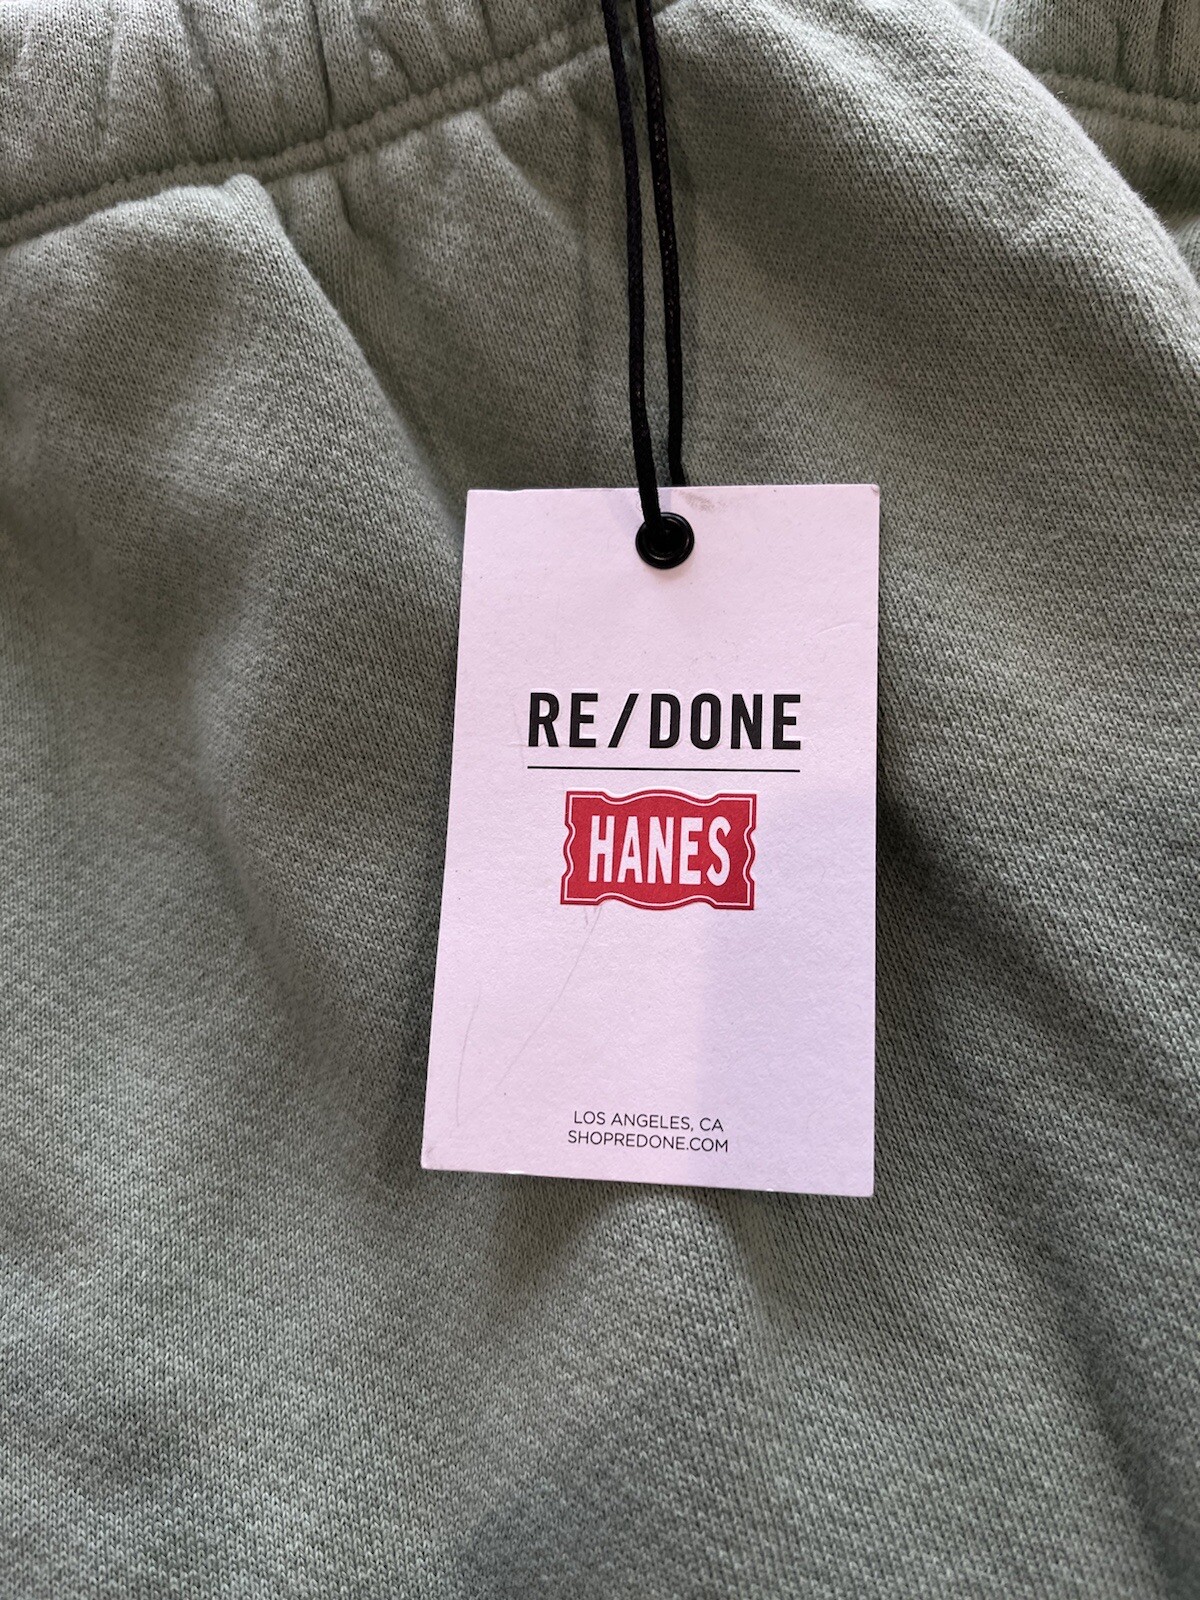 RE/DONE
HANES
LOS ANGELES, CA
SHOPREDONE.COM